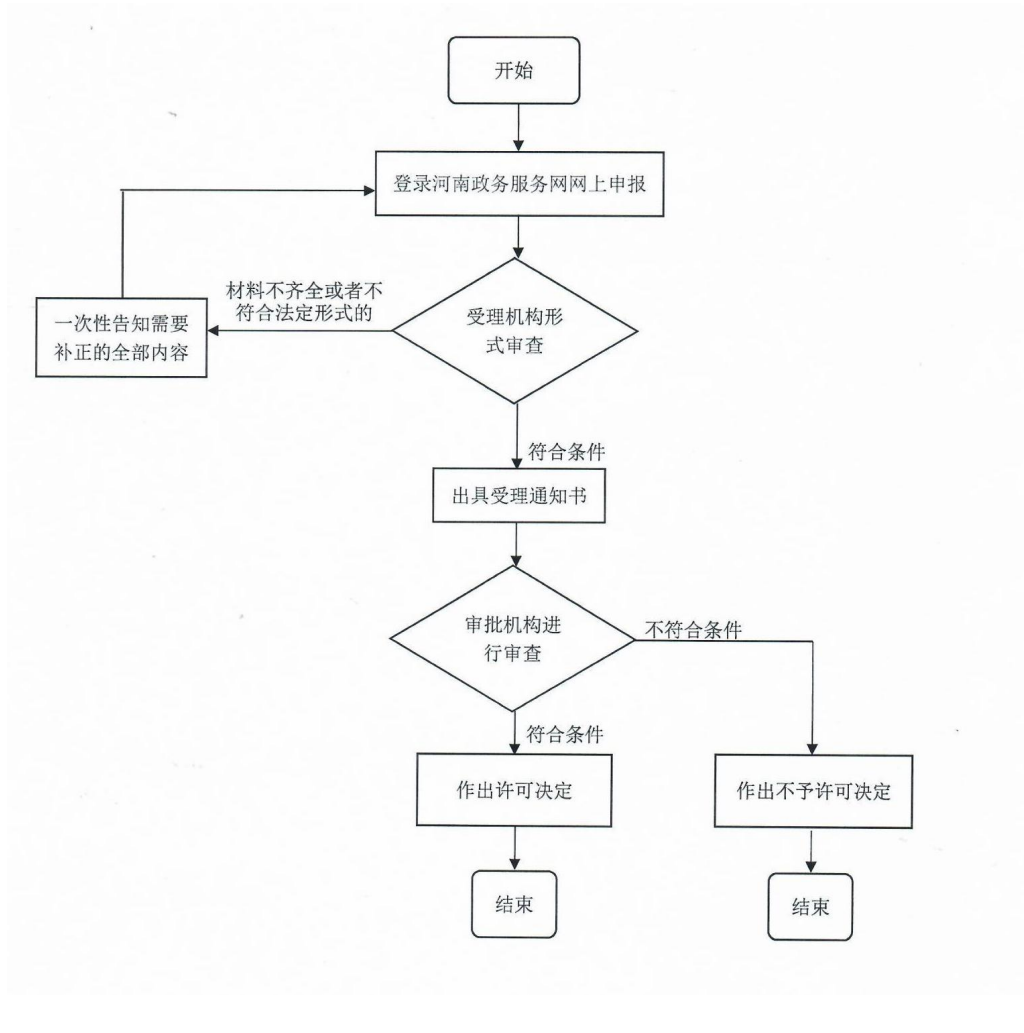 开始
登录河南政务服务网网上申报
材料不齐全或者不
符合法定形式的
一次性告知需要
补正的全部内容
受理机构形
式审查
符合条件
出具受理通知书
审批机构进
行审查
不符合条件
符合条件
作出许可决定
作出不予许可决定
结束
结束